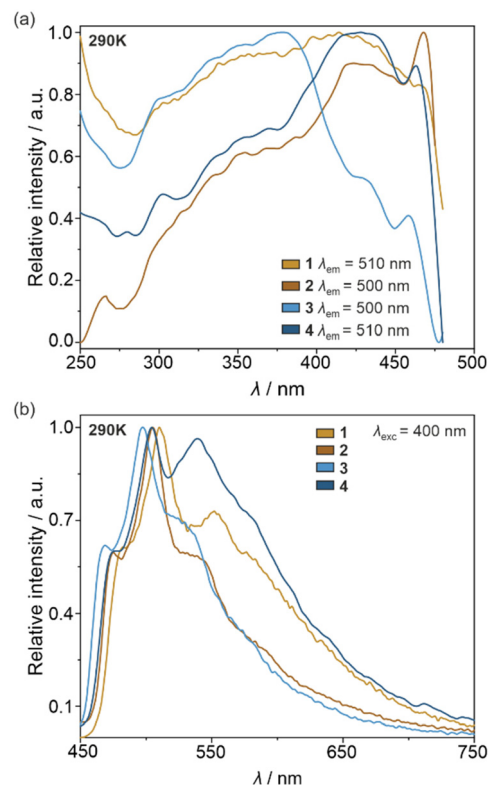 (a)
290K
Relative intensity / a.u.
1.0
0.8
0.6
0.4
0.2
0.0
1 λem = 510 nm
2 λem = 500 nm
3 λem = 500 nm
4 λem = 510 nm
250 300 350 400 450 500
λ / nm
(b)
290K
λexc = 400 nm
Relative intensity / a.u.
1.0
0.7
0.4
0.1
1
2
3
4
450 550 650 750
λ / nm